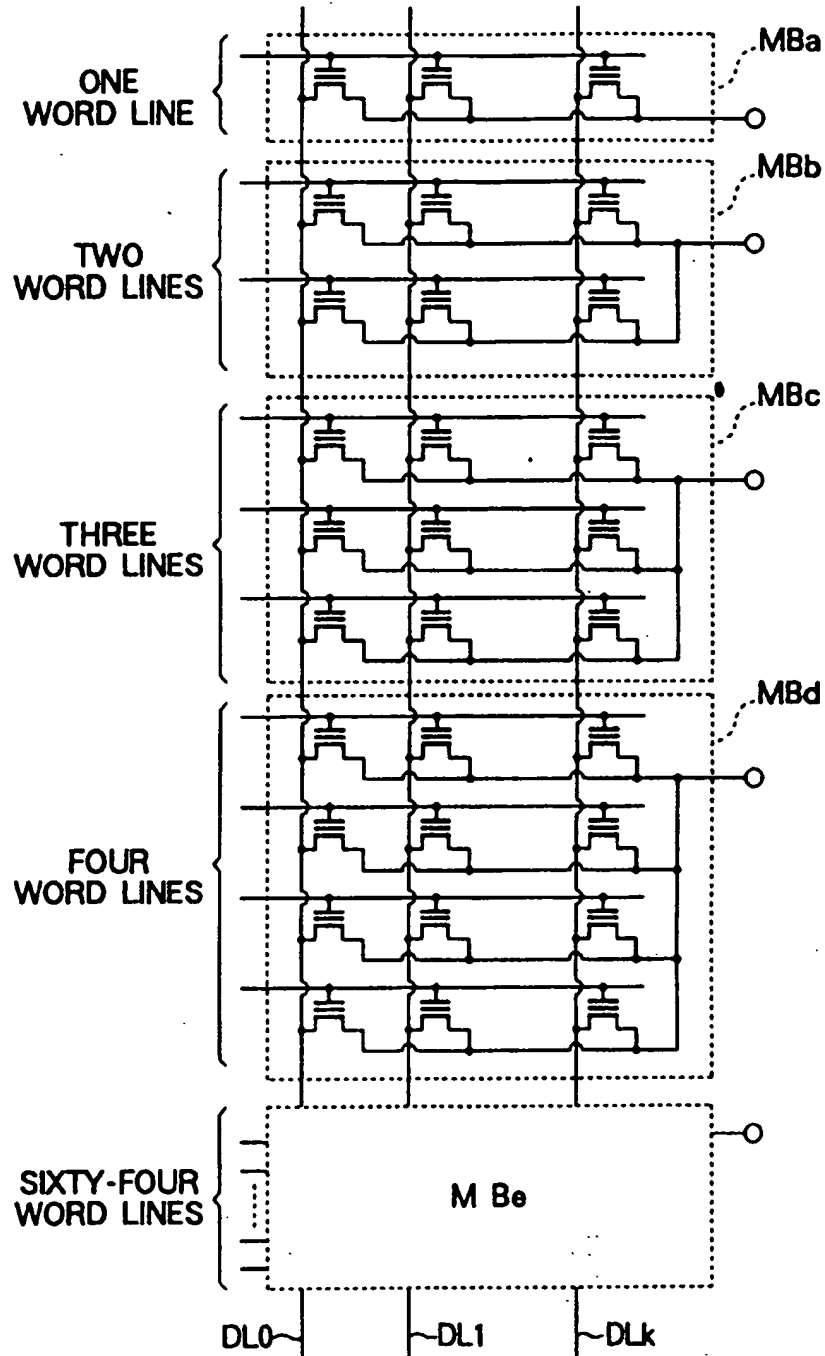 MBa
ONE
WORD LINE
MBb
TWO
WORD LINES
MBc
THREE
WORD LINES
MBd
FOUR
WORD LINES
SIXTY-FOUR
WORD LINES
M Be
DL0
DL1
DLk